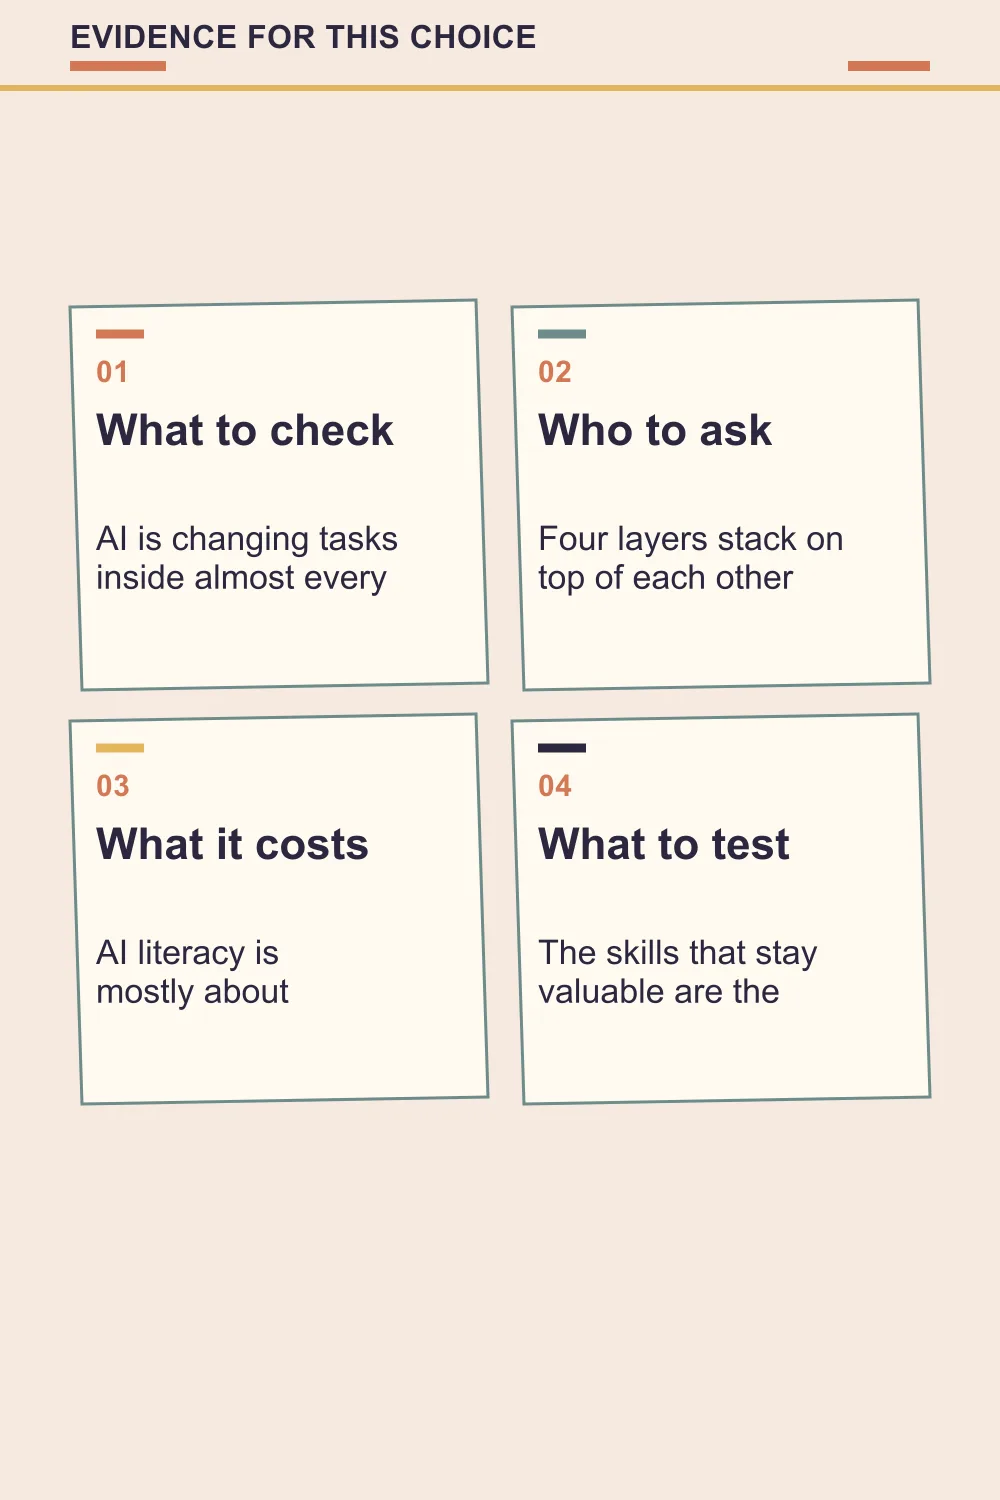 EVIDENCE FOR THIS CHOICE
01
What to check
AI is changing tasks
inside almost every
02
Who to ask
Four layers stack on
top of each other
03
What it costs
AI literacy is
mostly about
04
What to test
The skills that stay
valuable are the